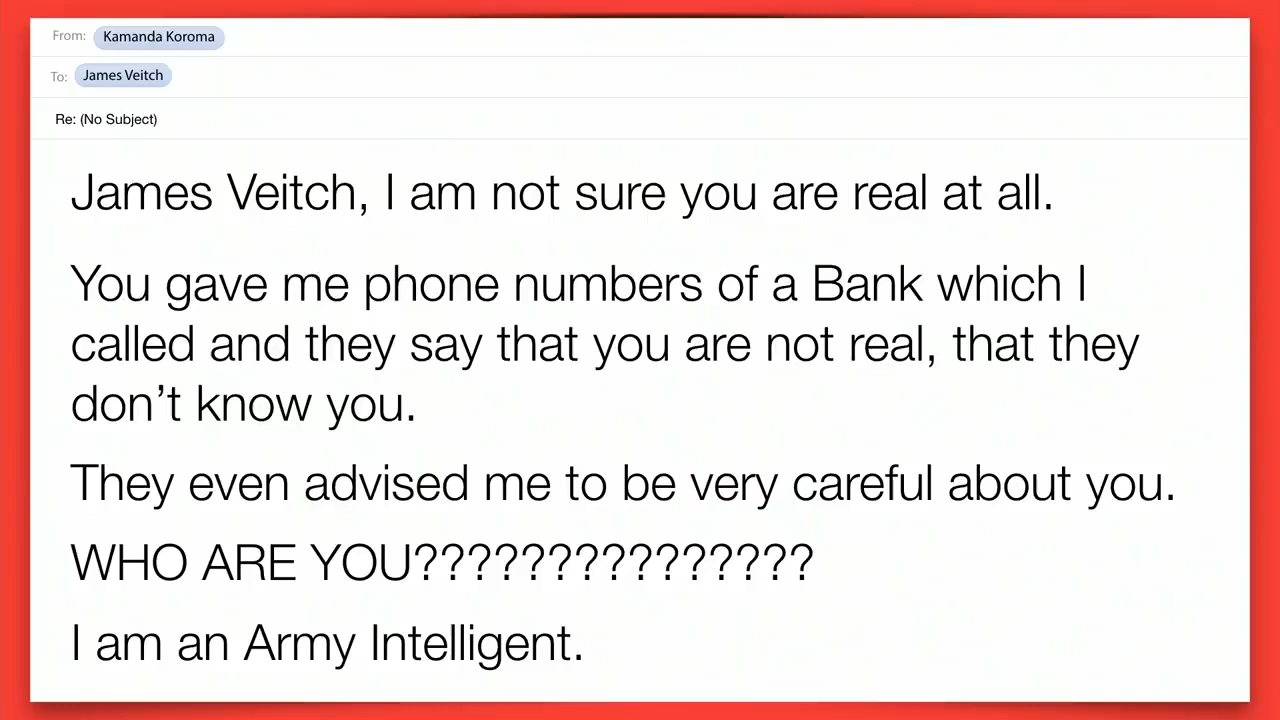 From: Kamanda Koroma
To: James Veitch
Re: (No Subject)
James Veitch, I am not sure you are real at all.
You gave me phone numbers of a Bank which I
called and they say that you are not real, that they
don’t know you.
They even advised me to be very careful about you.
WHO ARE YOU???????????????
I am an Army Intelligent.